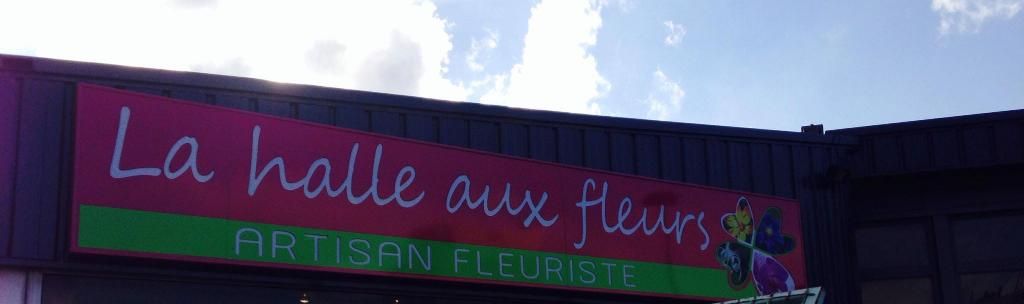 La halle aux fleurs
ARTISAN FLEURISTE